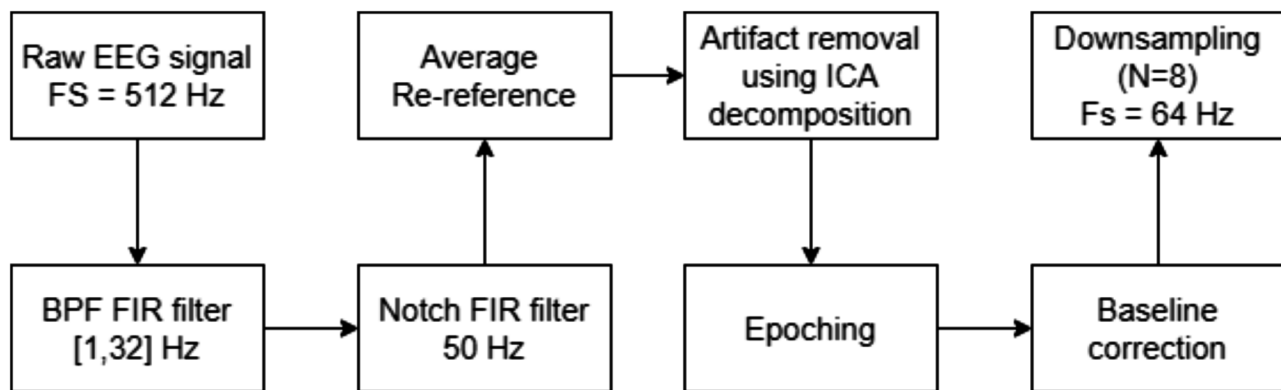 Raw EEG signal
FS = 512 Hz
BPF FIR filter
[1,32] Hz
Notch FIR filter
50 Hz
Average
Re-reference
Artifact removal
using ICA
decomposition
Epoching
Baseline
correction
Downsampling
(N=8)
Fs = 64 Hz